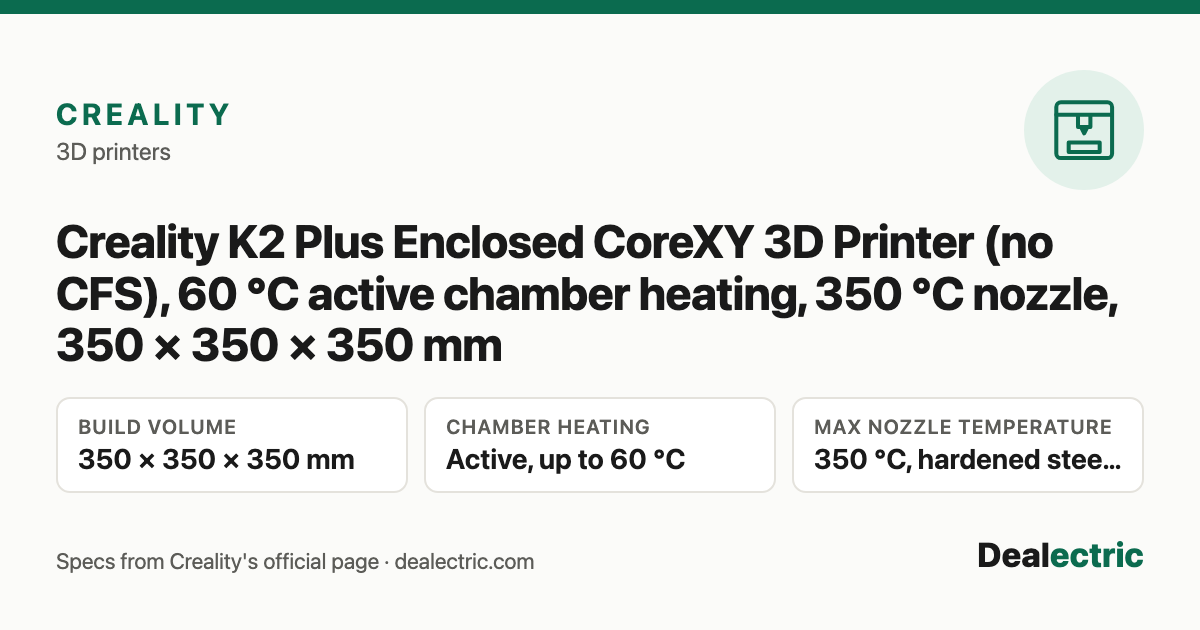 CREALITY
3D printers
Creality K2 Plus Enclosed CoreXY 3D Printer (no
CFS), 60 °C active chamber heating, 350 °C nozzle,
350 × 350 × 350 mm
BUILD VOLUME
350 × 350 × 350 mm
CHAMBER HEATING
Active, up to 60 °C
MAX NOZZLE TEMPERATURE
350 °C, hardened stee...
Specs from Creality's official page · dealectric.com
Dealectric